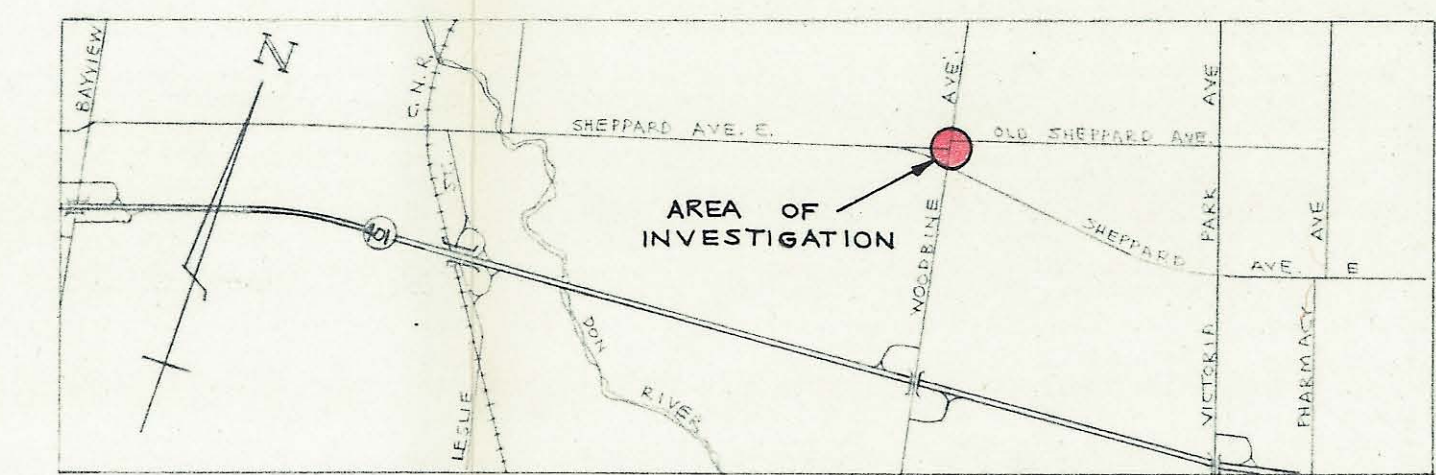 N
BAYVIEW
C.N.R.
SHEPPARD AVE. E.
AVE.
OLD SHEPPARD AVE.
AVE
ST.
AREA OF
INVESTIGATION
401
WOODBINE
SHEPPARD
AVE. E
PARK
AVE
DON
RIVER
LESLIE
VICTORIA
PHARMACY